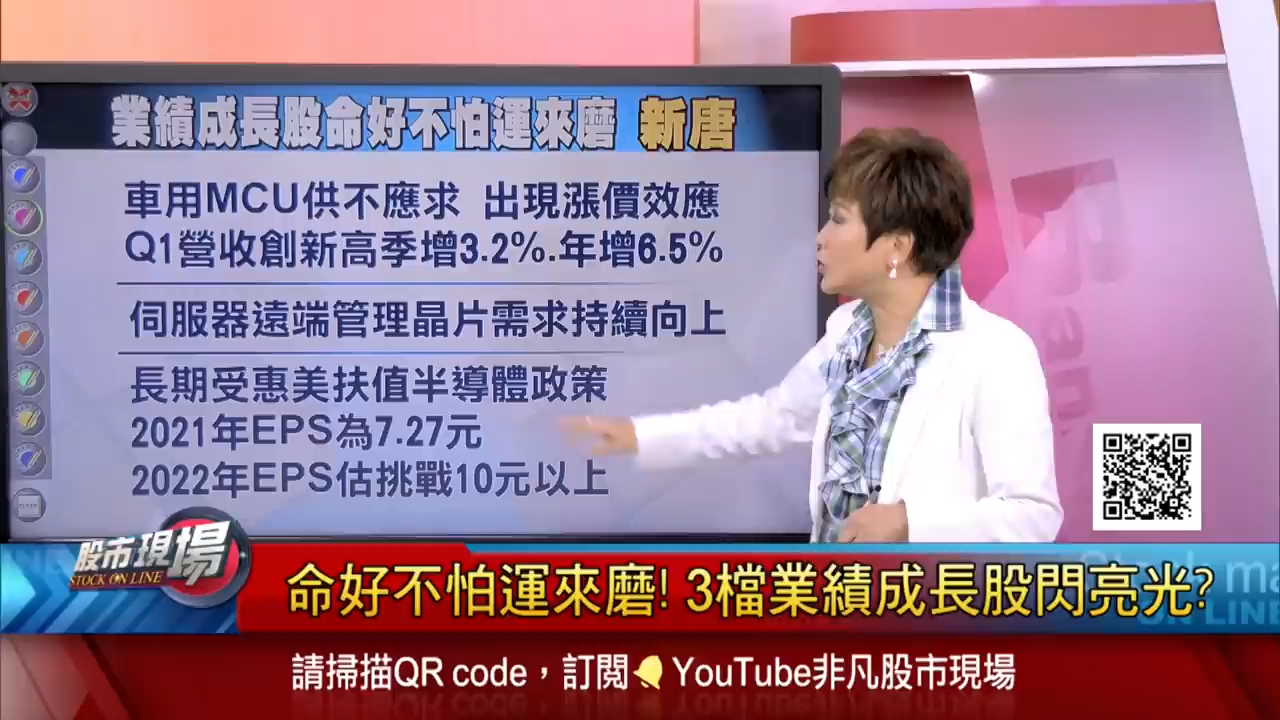 業績成長股命好不怕運來磨 新唐
車用MCU供不應求 出現漲價效應
Q1營收創新高季增3.2%.年增6.5%
伺服器遠端管理晶片需求持續向上
長期受惠美扶值半導體政策
2021年EPS為7.27元
2022年EPS估挑戰10元以上
Ran
股市現場
STOCK ON LINE
命好不怕運來磨! 3檔業績成長股閃亮光?
請掃描QR code，訂閱🔔YouTube非凡股市現場